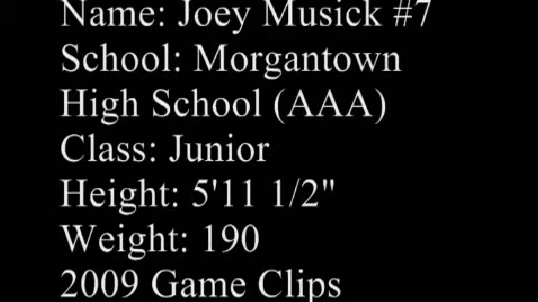 Name: Joey Musick #7
School: Morgantown
High School (AAA)
Class: Junior
Height: 5'11 1/2"
Weight: 190
2009 Game Clips